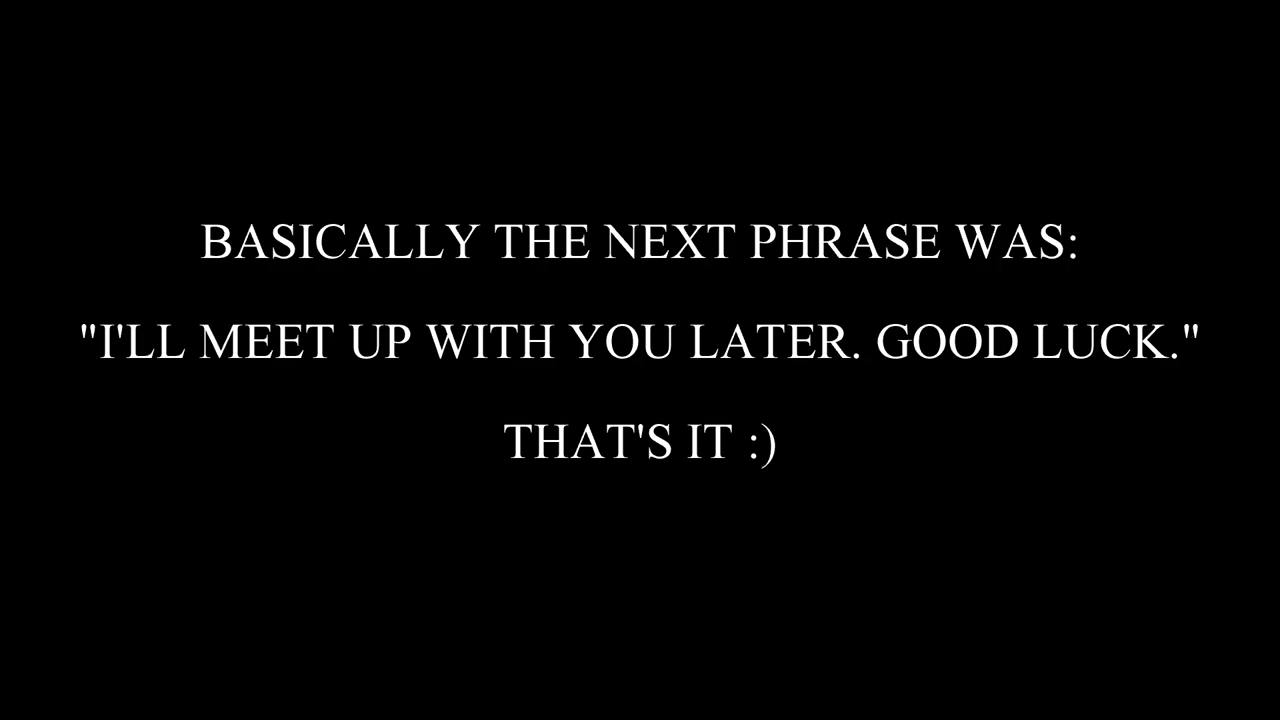 BASICALLY THE NEXT PHRASE WAS:
"I'LL MEET UP WITH YOU LATER. GOOD LUCK."
THAT'S IT :)